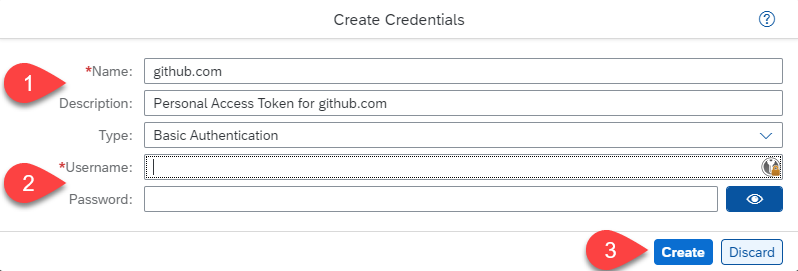 Create Credentials ?
1
*Name: github.com
Description: Personal Access Token for github.com
Type: Basic Authentication
2
*Username:
Password:
3 Create Discard